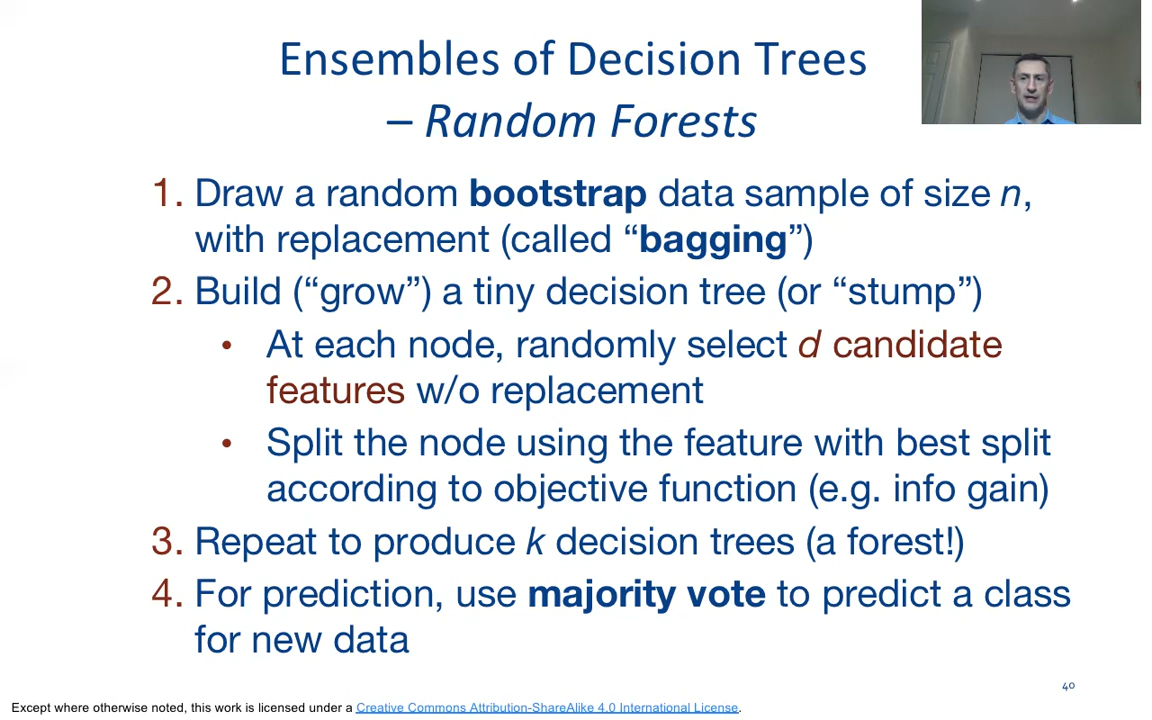 Ensembles of Decision Trees
– Random Forests
1. Draw a random bootstrap data sample of size n,
with replacement (called “bagging”)
2. Build (“grow”) a tiny decision tree (or “stump”)
• At each node, randomly select d candidate
features w/o replacement
• Split the node using the feature with best split
according to objective function (e.g. info gain)
3. Repeat to produce k decision trees (a forest!)
4. For prediction, use majority vote to predict a class
for new data
40
Except where otherwise noted, this work is licensed under a Creative Commons Attribution-ShareAlike 4.0 International License.